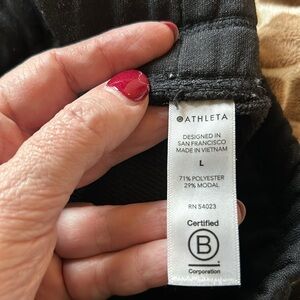 ATHLETA
DESIGNED IN
SAN FRANCISCO
MADE IN VIETNAM
L
71% POLYESTER
29% MODAL
RN 54023
Certified
B
Corporation